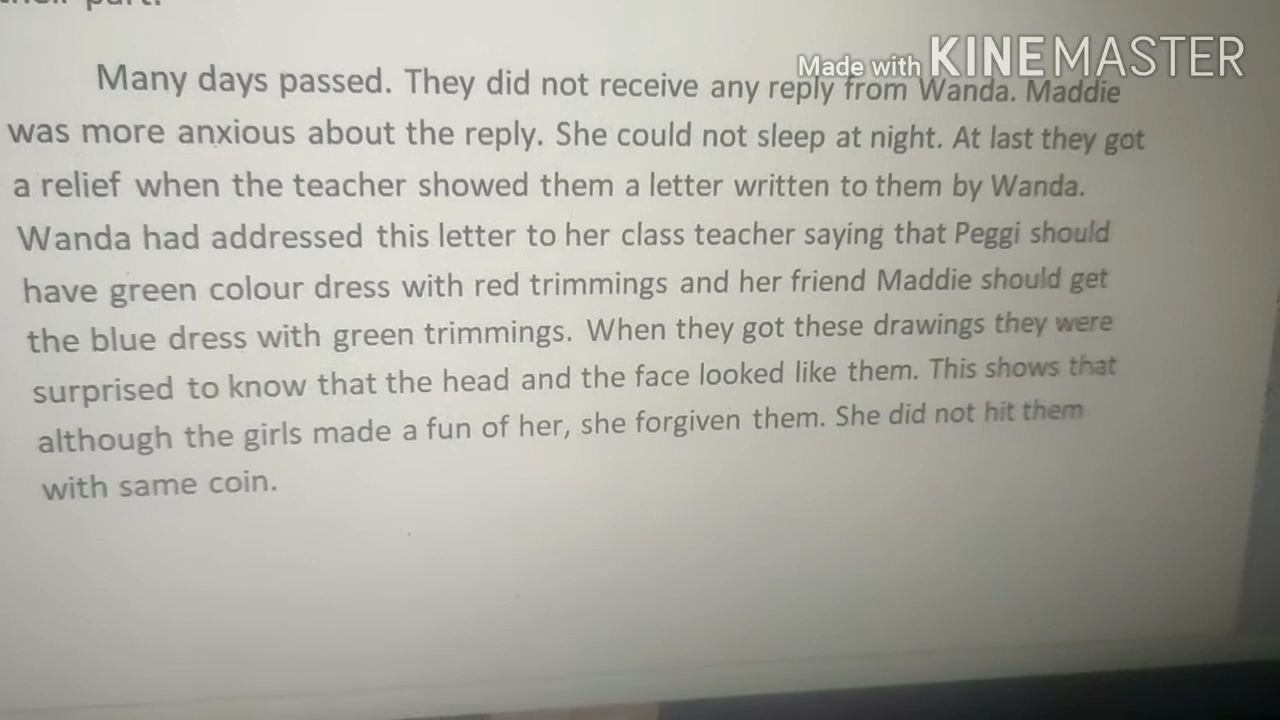 part.
Made with KINEMASTER
Many days passed. They did not receive any reply from Wanda. Maddie
was more anxious about the reply. She could not sleep at night. At last they got
a relief when the teacher showed them a letter written to them by Wanda.
Wanda had addressed this letter to her class teacher saying that Peggi should
have green colour dress with red trimmings and her friend Maddie should get
the blue dress with green trimmings. When they got these drawings they were
surprised to know that the head and the face looked like them. This shows that
although the girls made a fun of her, she forgiven them. She did not hit them
with same coin.